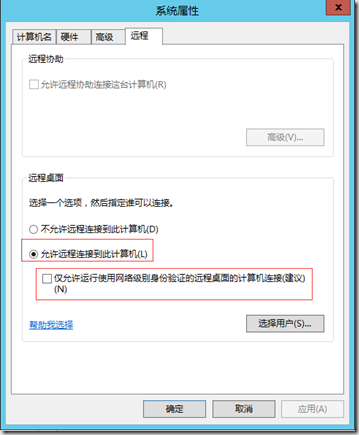 系统属性
x
计算机名 硬件 高级 远程
远程协助
允许远程协助连接这台计算机(R)
高级(V)...
远程桌面
选择一个选项，然后指定谁可以连接。
不允许远程连接到此计算机(D)
允许远程连接到此计算机(L)
仅允许运行使用网络级别身份验证的远程桌面的计算机连接(建议)
(N)
帮助我选择 选择用户(S)...
确定 取消 应用(A)